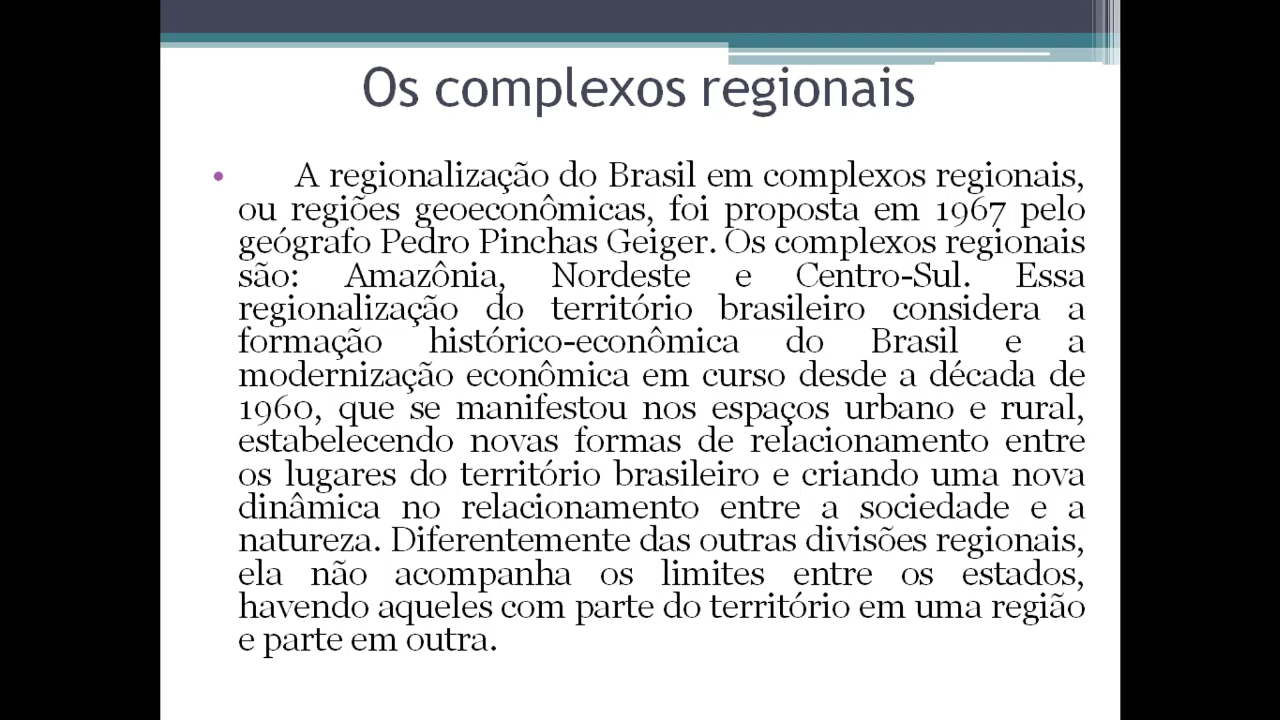 Os complexos regionais
• A regionalização do Brasil em complexos regionais,
ou regiões geoeconômicas, foi proposta em 1967 pelo
geógrafo Pedro Pinchas Geiger. Os complexos regionais
são: Amazônia, Nordeste e Centro-Sul. Essa
regionalização do território brasileiro considera a
formação histórico-econômica do Brasil e a
modernização econômica em curso desde a década de
1960, que se manifestou nos espaços urbano e rural,
estabelecendo novas formas de relacionamento entre
os lugares do território brasileiro e criando uma nova
dinâmica no relacionamento entre a sociedade e a
natureza. Diferentemente das outras divisões regionais,
ela não acompanha os limites entre os estados,
havendo aqueles com parte do território em uma região
e parte em outra.